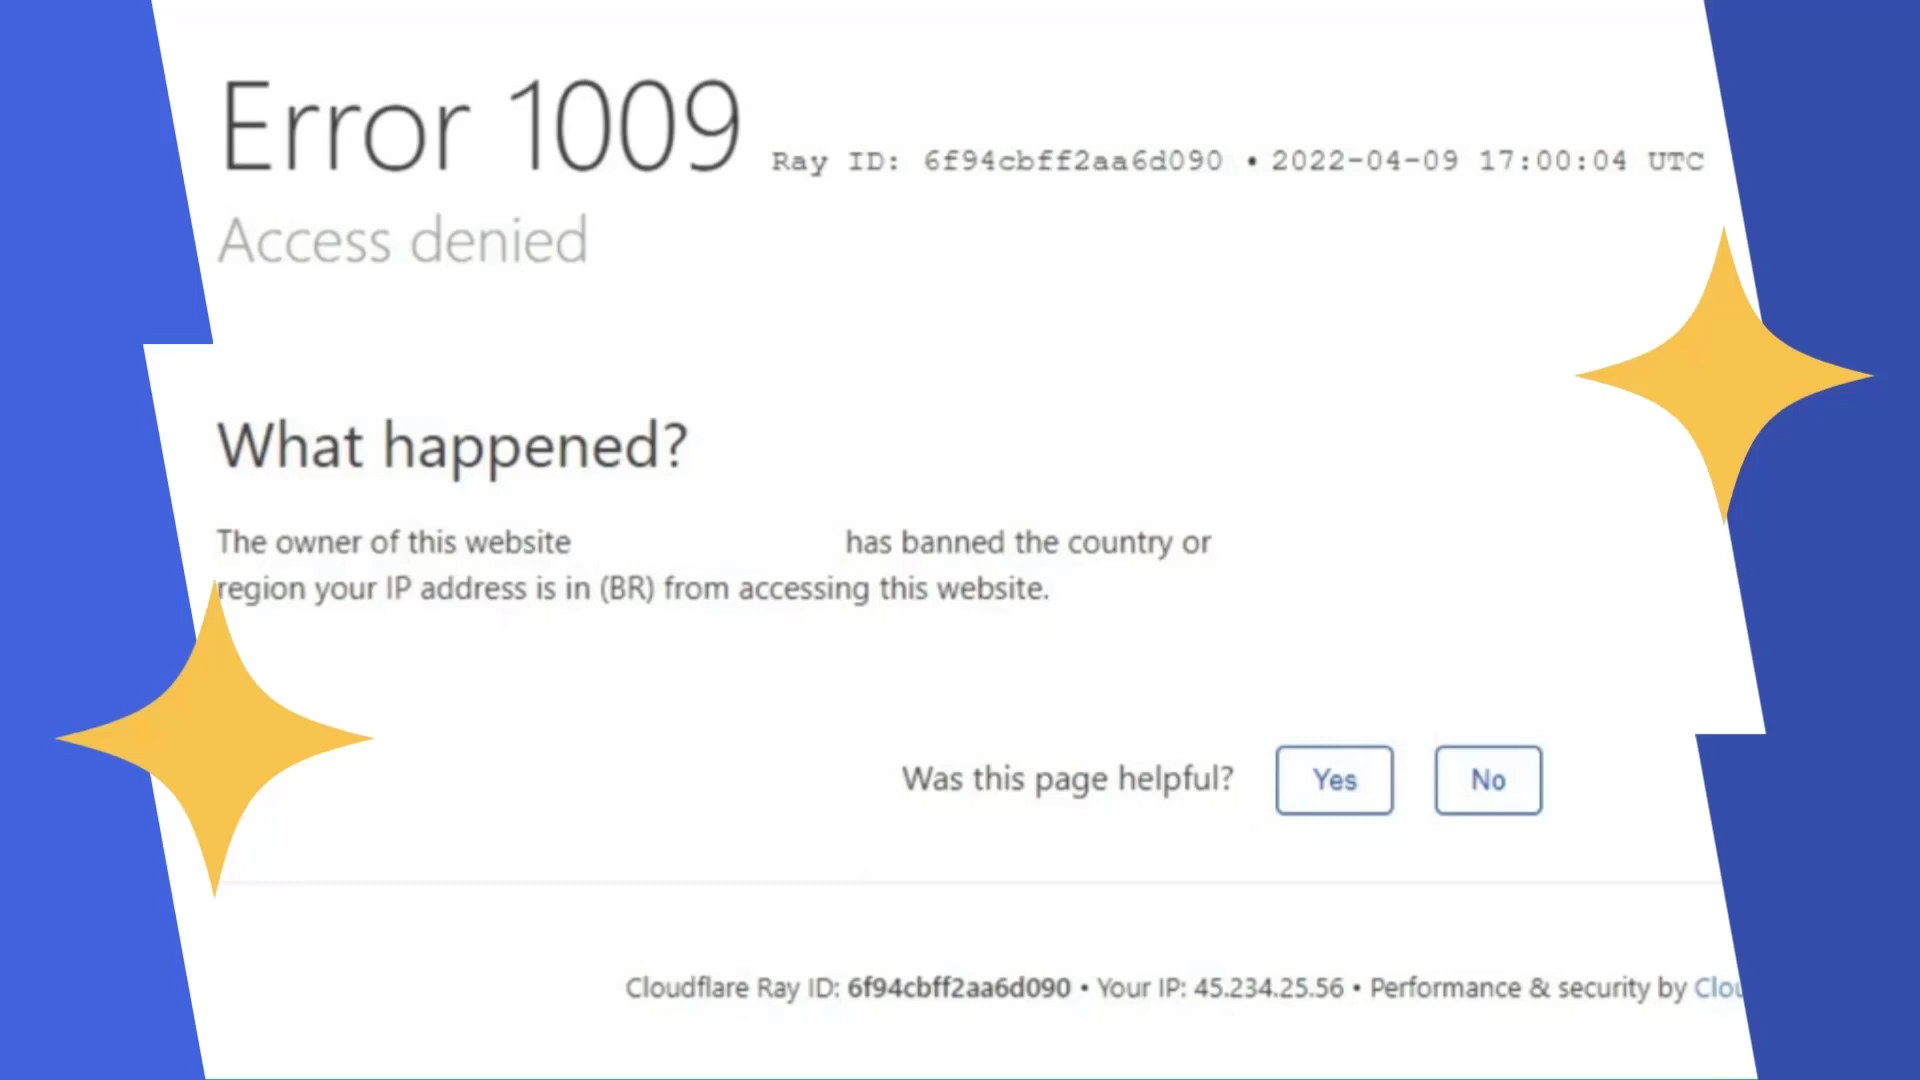 Error 1009 Ray ID: 6f94cbff2aa6d090 • 2022-04-09 17:00:04 UTC
Access denied
What happened?
The owner of this website has banned the country or
region your IP address is in (BR) from accessing this website.
Was this page helpful? Yes No
Cloudflare Ray ID: 6f94cbff2aa6d090 • Your IP: 45.234.25.56 • Performance & security by